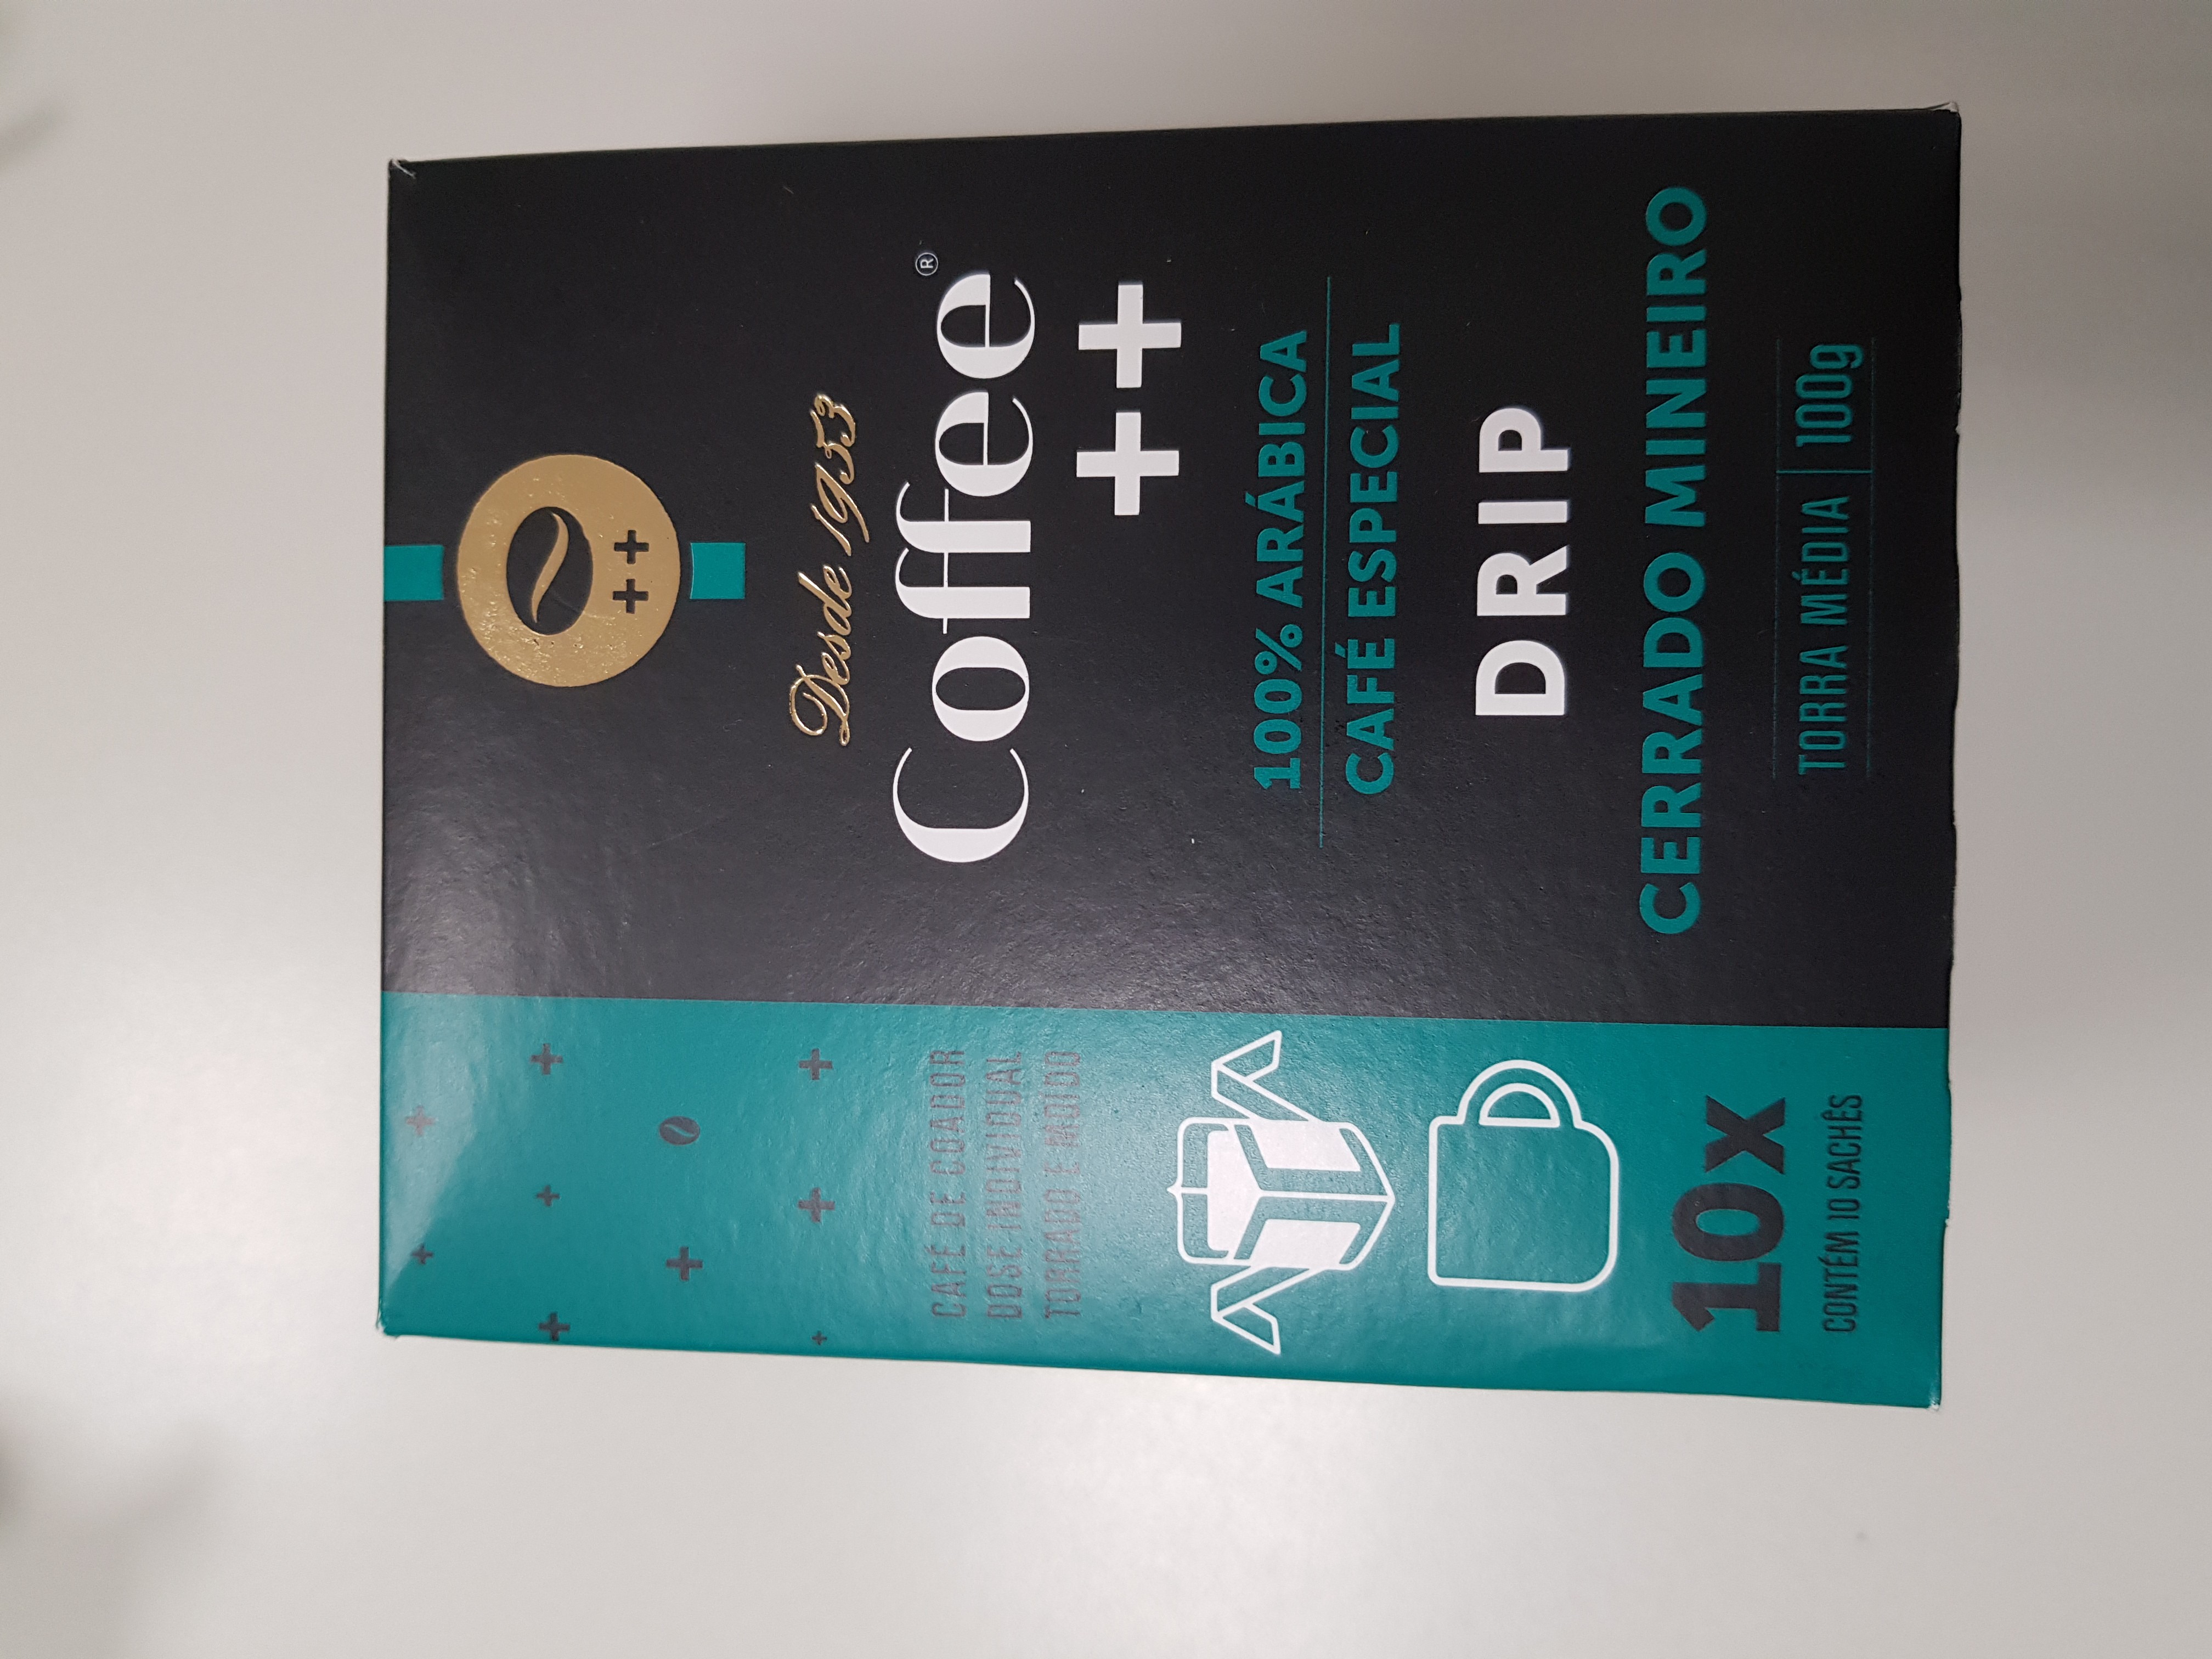 ++
Desde 1953
Coffee®
++
100% ARÁBICA
CAFÉ ESPECIAL
DRIP
CERRADO MINEIRO
TORRA MÉDIA | 100g
CAFÉ DE COADOR
DOSE INDIVIDUAL
TORRADO E MOÍDO
10x
CONTÉM 10 SACHÊS